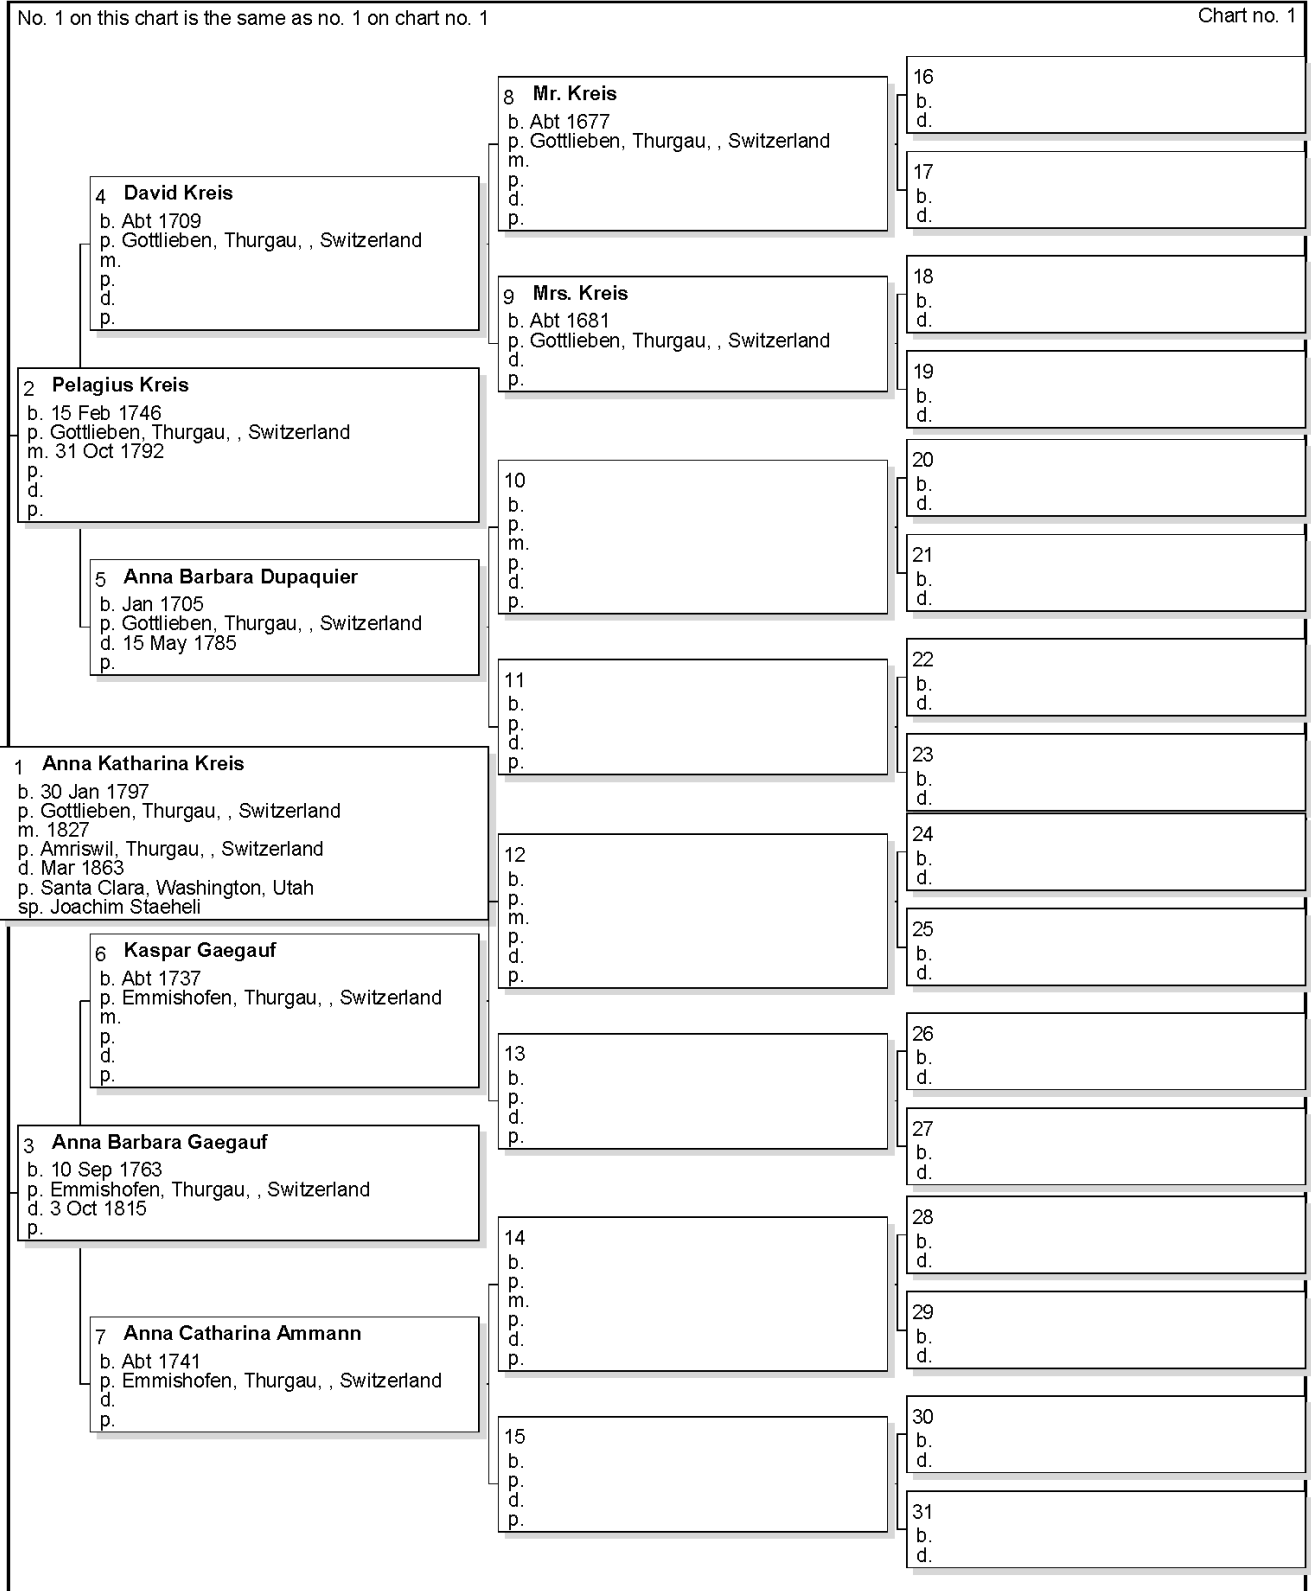 No. 1 on this chart is the same as no. 1 on chart no. 1
Chart no. 1
16
b.
d.
8 Mr. Kreis
b. Abt 1677
p. Gottlieben, Thurgau, , Switzerland
m.
p.
d.
p.
17
b.
d.
4 David Kreis
b. Abt 1709
p. Gottlieben, Thurgau, , Switzerland
m.
p.
d.
p.
18
b.
d.
9 Mrs. Kreis
b. Abt 1681
p. Gottlieben, Thurgau, , Switzerland
d.
p.
19
b.
d.
2 Pelagius Kreis
b. 15 Feb 1746
p. Gottlieben, Thurgau, , Switzerland
m. 31 Oct 1792
p.
d.
p.
20
b.
d.
10
b.
p.
m.
p.
d.
p.
21
b.
d.
5 Anna Barbara Dupaquier
b. Jan 1705
p. Gottlieben, Thurgau, , Switzerland
d. 15 May 1785
p.
22
b.
d.
11
b.
p.
d.
p.
23
b.
d.
1 Anna Katharina Kreis
b. 30 Jan 1797
p. Gottlieben, Thurgau, , Switzerland
m. 1827
p. Amriswil, Thurgau, , Switzerland
d. Mar 1863
p. Santa Clara, Washington, Utah
sp. Joachim Staeheli
24
b.
d.
12
b.
p.
m.
p.
d.
p.
25
b.
d.
6 Kaspar Gaegauf
b. Abt 1737
p. Emmishofen, Thurgau, , Switzerland
m.
p.
d.
p.
26
b.
d.
13
b.
p.
d.
p.
27
b.
d.
3 Anna Barbara Gaegauf
b. 10 Sep 1763
p. Emmishofen, Thurgau, , Switzerland
d. 3 Oct 1815
p.
28
b.
d.
14
b.
p.
m.
p.
d.
p.
29
b.
d.
7 Anna Catharina Ammann
b. Abt 1741
p. Emmishofen, Thurgau, , Switzerland
d.
p.
30
b.
d.
15
b.
p.
d.
p.
31
b.
d.